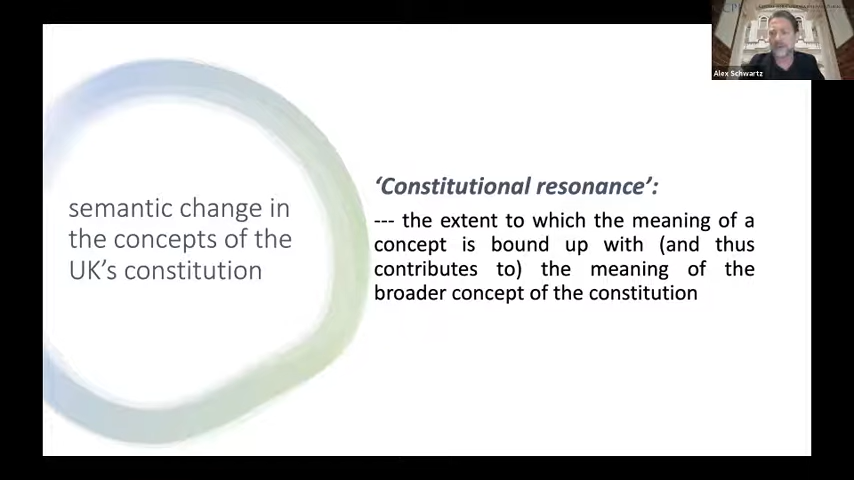 Alex Schwartz
semantic change in
the concepts of the
UK's constitution
‘Constitutional resonance’:
--- the extent to which the meaning of a
concept is bound up with (and thus
contributes to) the meaning of the
broader concept of the constitution